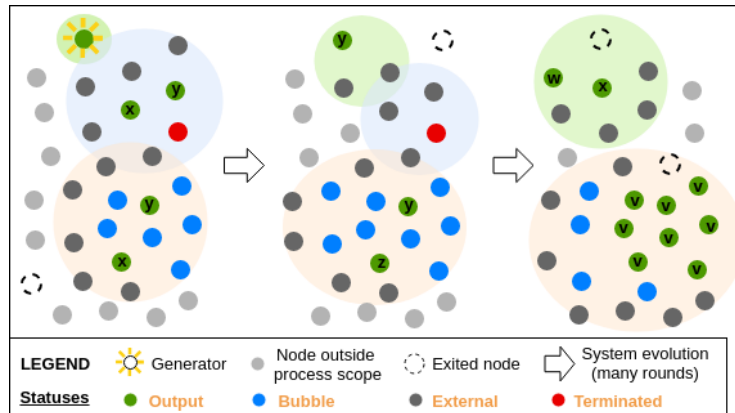 y
y
x
y
w
x
y
x
y
z
v
v
v
v
v
v
v
v
LEGEND
Generator
Node outside
process scope
Exited node
System evolution
(many rounds)
Statuses
Output
Bubble
External
Terminated